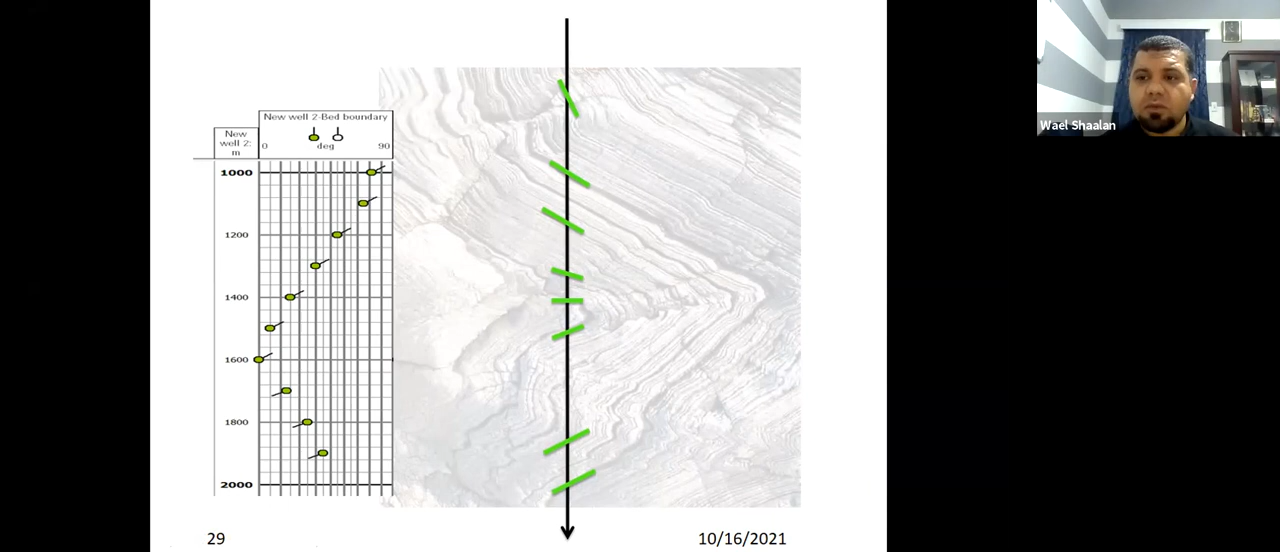 New well 2-Bed boundary
New
well 2:
m
0 deg 90
1000
1200
1400
1600
1800
2000
29
10/16/2021
Wael Shaalan